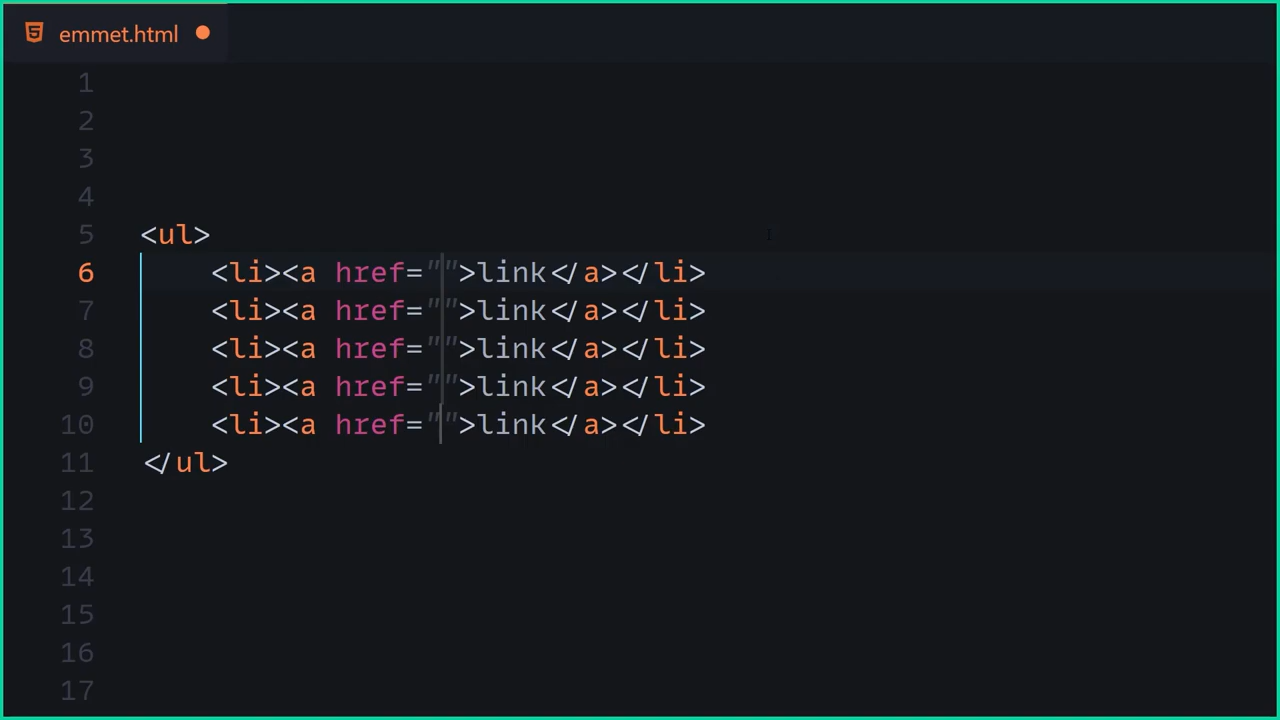 emmet.html
1
2
3
4
5 <ul>
6 <li><a href="">link</a></li>
7 <li><a href="">link</a></li>
8 <li><a href="">link</a></li>
9 <li><a href="">link</a></li>
10 <li><a href="">link</a></li>
11 </ul>
12
13
14
15
16
17